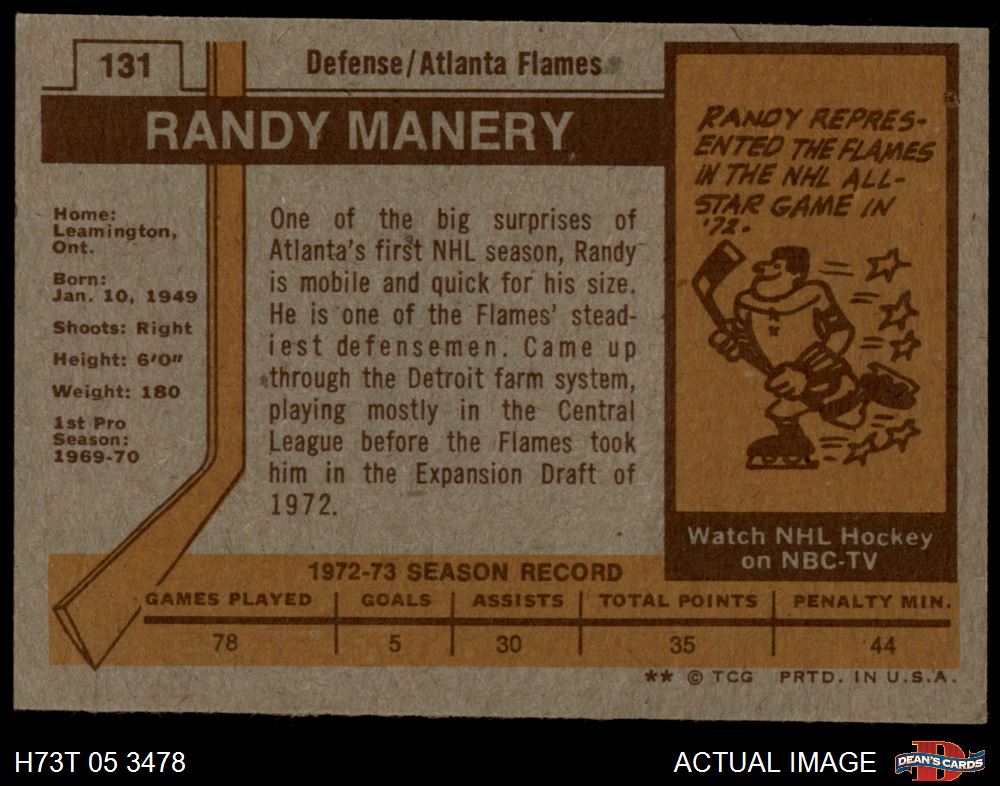 131
Defense/Atlanta Flames
RANDY MANERY
Home:
Leamington,
Ont.
Born:
Jan. 10, 1949
Shoots: Right
Height: 6'0"
Weight: 180
1st Pro
Season:
1969-70
One of the big surprises of
Atlanta's first NHL season, Randy
is mobile and quick for his size.
He is one of the Flames' stead-
iest defensemen. Came up
through the Detroit farm system,
playing mostly in the Central
League before the Flames took
him in the Expansion Draft of
1972.
RANDY REPRES-
ENTED THE FLAMES
IN THE NHL ALL-
STAR GAME IN
'72.
Watch NHL Hockey
on NBC-TV
1972-73 SEASON RECORD
GAMES PLAYED GOALS ASSISTS TOTAL POINTS PENALTY MIN.
78 5 30 35 44
** © TCG PRTD. IN U.S.A.
H73T 05 3478
ACTUAL IMAGE
D
DEAN'S CARDS